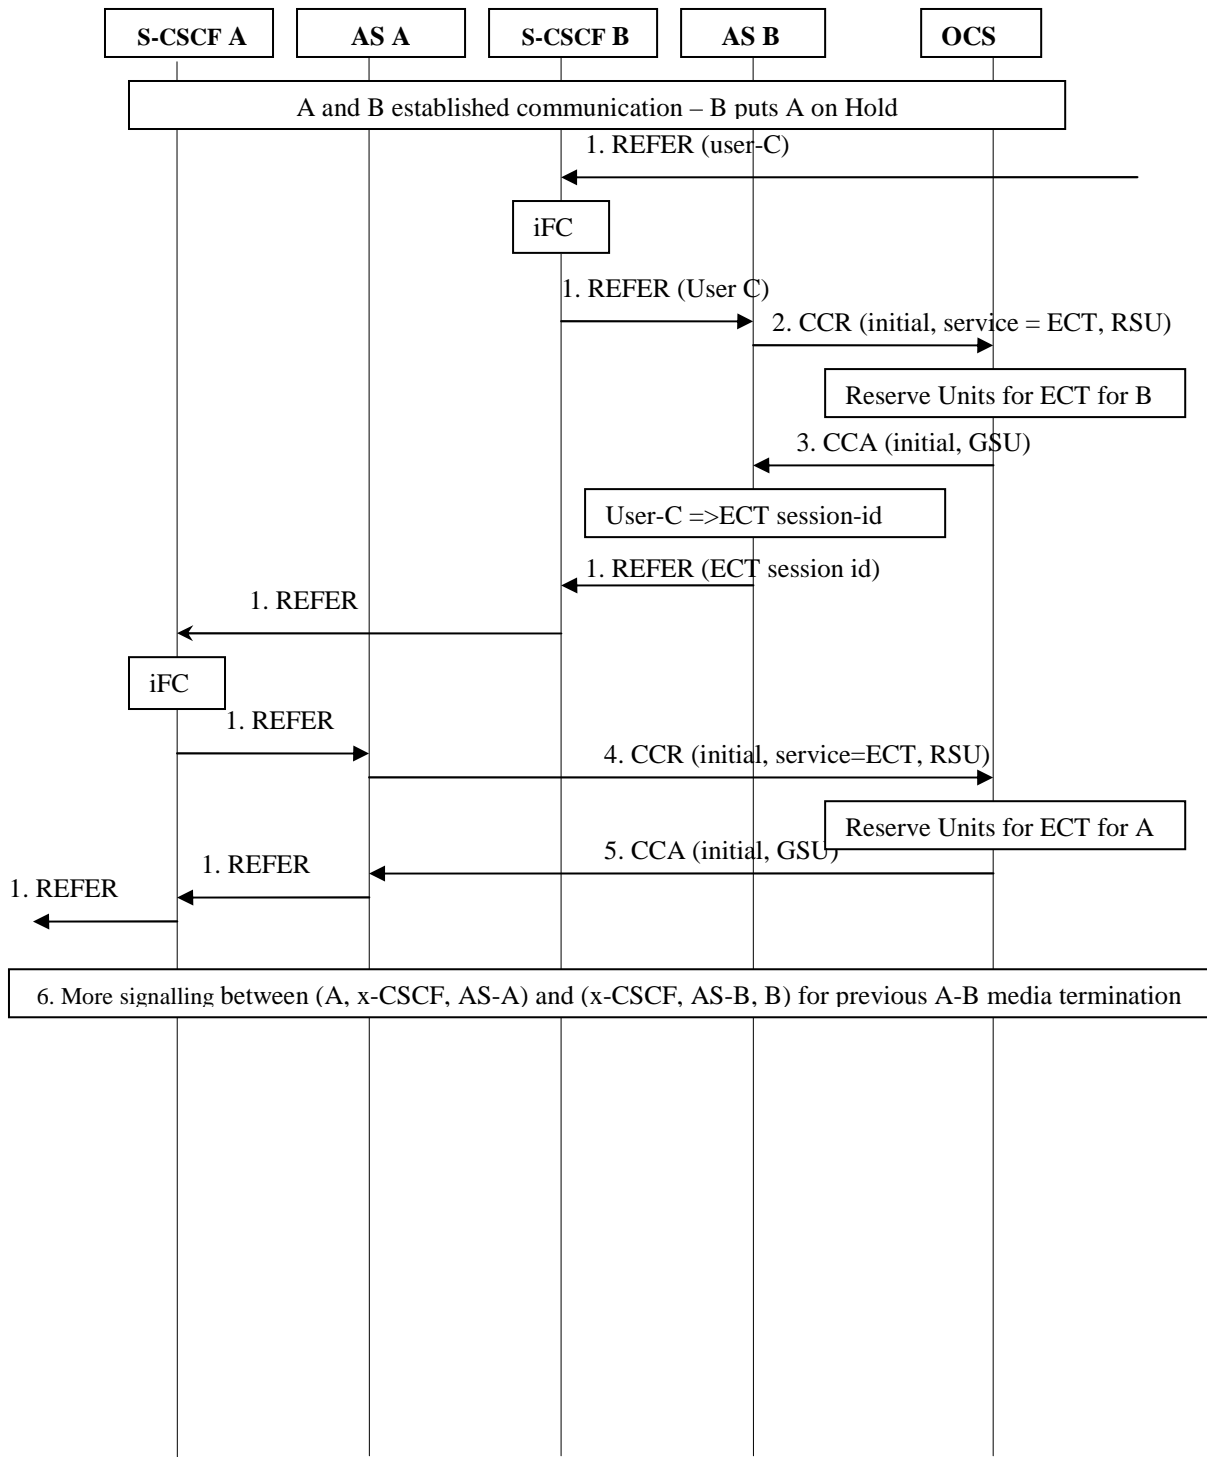 S-CSCF A
AS A
S-CSCF B
AS B
OCS
A and B established communication – B puts A on Hold
1. REFER (user-C)
iFC
1. REFER (User C)
2. CCR (initial, service = ECT, RSU)
Reserve Units for ECT for B
3. CCA (initial, GSU)
User-C =>ECT session-id
1. REFER (ECT session id)
1. REFER
iFC
1. REFER
4. CCR (initial, service=ECT, RSU)
Reserve Units for ECT for A
5. CCA (initial, GSU)
1. REFER
1. REFER
6. More signalling between (A, x-CSCF, AS-A) and (x-CSCF, AS-B, B) for previous A-B media termination